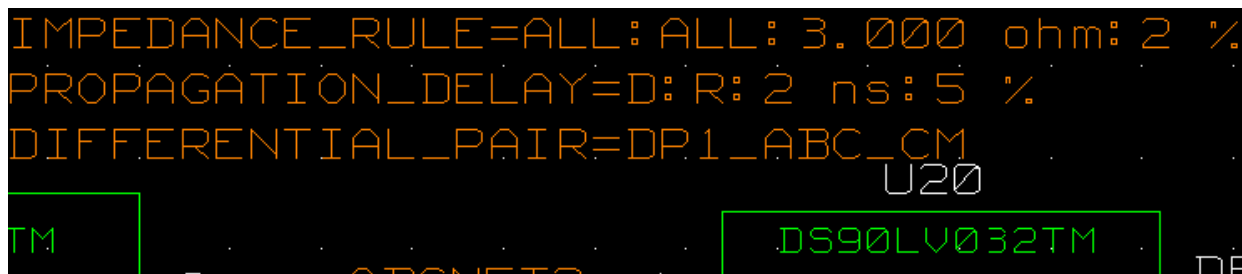 IMPEDANCE_RULE=ALL:ALL:3.000 ohm:2 %
PROPAGATION_DELAY=D:R:2 ns:5 %
DIFFERENTIAL_PAIR=DP1_ABC_CM
U20
TM DS90LV032TM